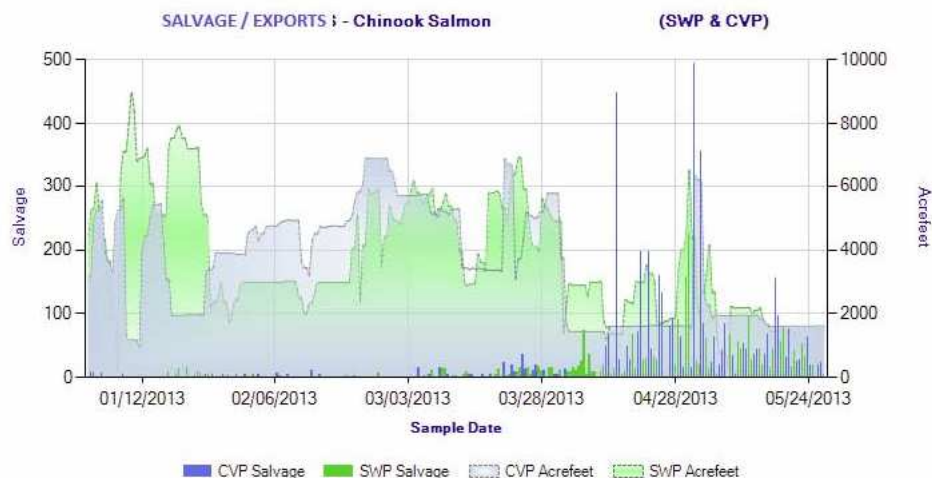 SALVAGE / EXPORTS - Chinook Salmon (SWP & CVP)
500 10000
400 8000
300 6000
200 4000
100 2000
0 0
Salvage
Acrefeet
01/12/2013 02/06/2013 03/03/2013 03/28/2013 04/28/2013 05/24/2013
Sample Date
CVP Salvage SWP Salvage CVP Acrefeet SWP Acrefeet